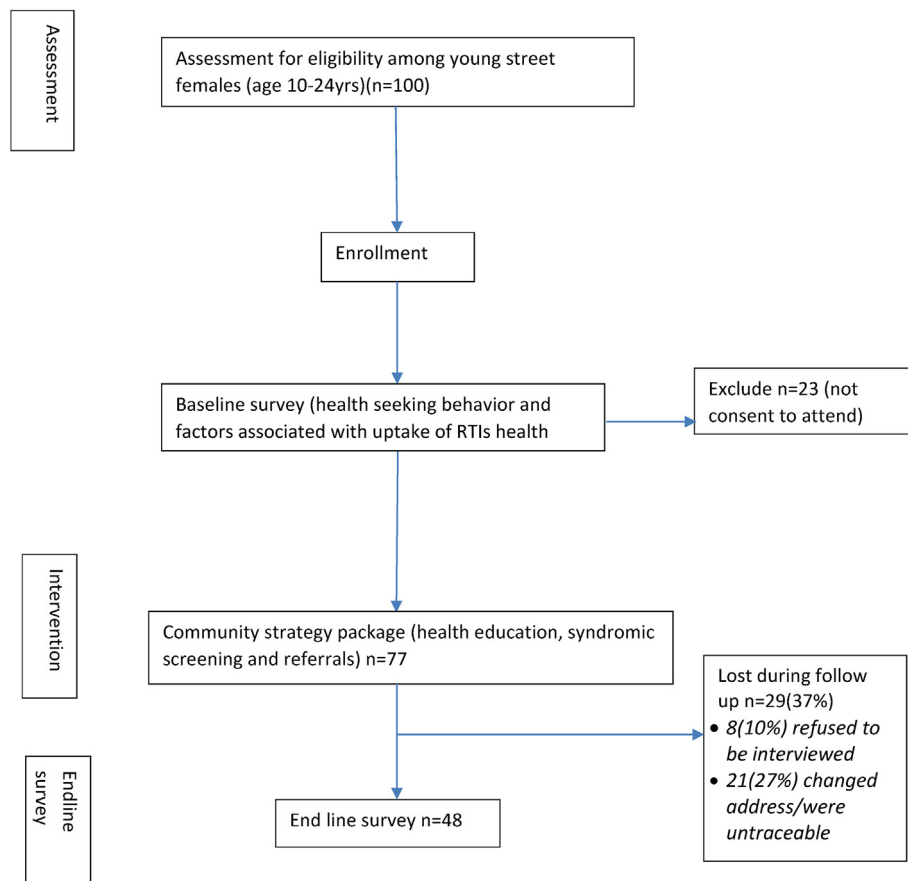 Assessment
Assessment for eligibility among young street
females (age 10-24yrs)(n=100)
Enrollment
Baseline survey (health seeking behavior and
factors associated with uptake of RTIs health
Exclude n=23 (not
consent to attend)
Intervention
Community strategy package (health education, syndromic
screening and referrals) n=77
Lost during follow
up n=29(37%)
• 8(10%) refused to
be interviewed
• 21(27%) changed
address/were
untraceable
Endline
survey
End line survey n=48